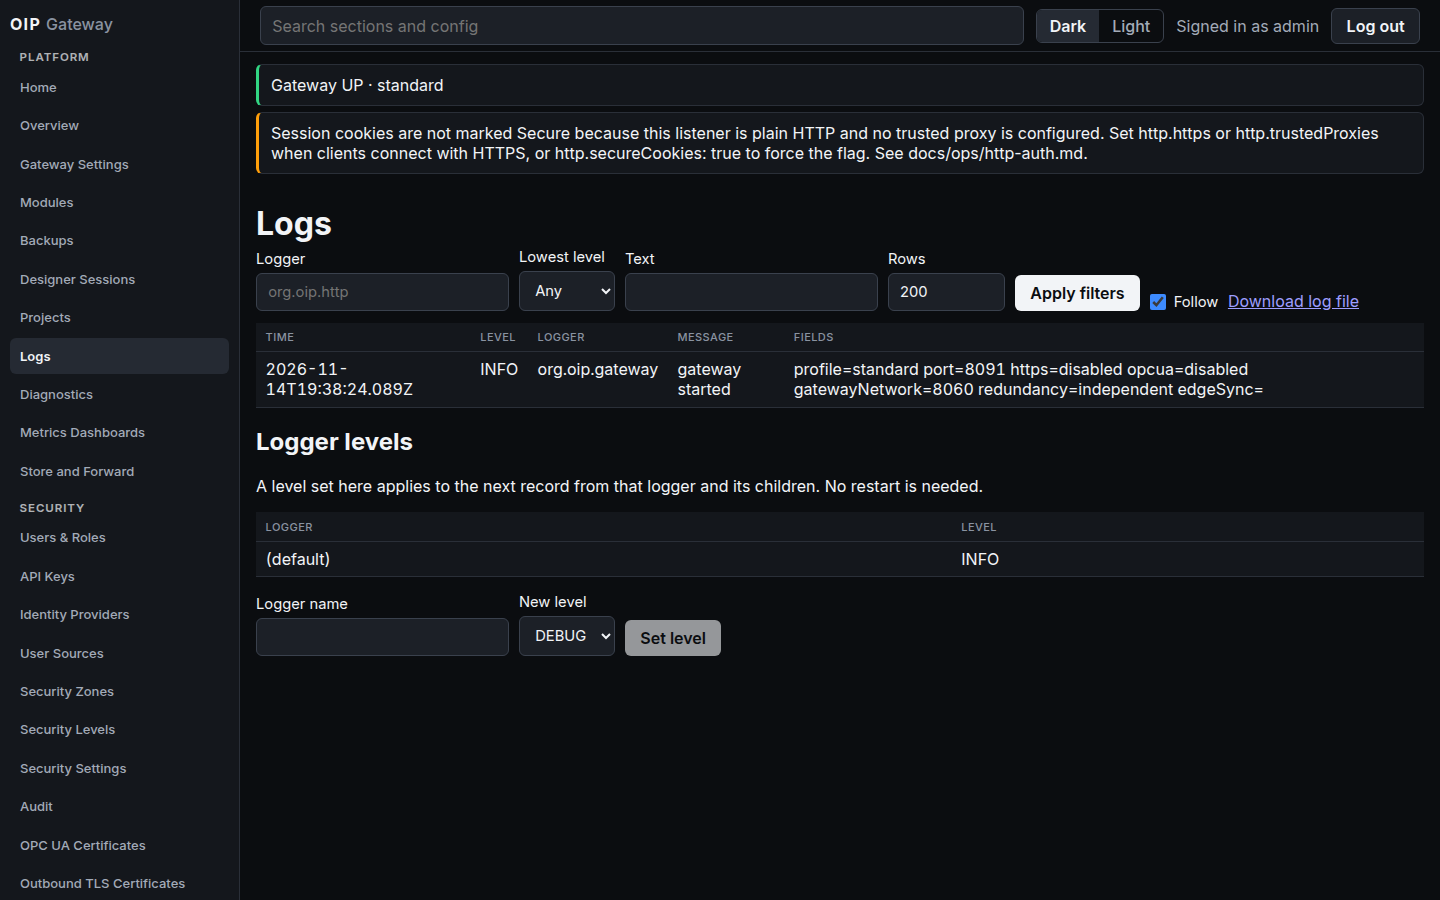 OIP Gateway
PLATFORM
Home
Overview
Gateway Settings
Modules
Backups
Designer Sessions
Projects
Logs
Diagnostics
Metrics Dashboards
Store and Forward
SECURITY
Users & Roles
API Keys
Identity Providers
User Sources
Security Zones
Security Levels
Security Settings
Audit
OPC UA Certificates
Outbound TLS Certificates
Search sections and config
Dark Light Signed in as admin Log out
Gateway UP · standard
Session cookies are not marked Secure because this listener is plain HTTP and no trusted proxy is configured. Set http.https or http.trustedProxies
when clients connect with HTTPS, or http.secureCookies: true to force the flag. See docs/ops/http-auth.md.
Logs
Logger Lowest level Text Rows
org.oip.http Any 200 Apply filters Follow Download log file
TIME LEVEL LOGGER MESSAGE FIELDS
2026-11- INFO org.oip.gateway gateway profile=standard port=8091 https=disabled opcua=disabled
14T19:38:24.089Z started gatewayNetwork=8060 redundancy=independent edgeSync=
Logger levels
A level set here applies to the next record from that logger and its children. No restart is needed.
LOGGER LEVEL
(default) INFO
Logger name New level
DEBUG Set level